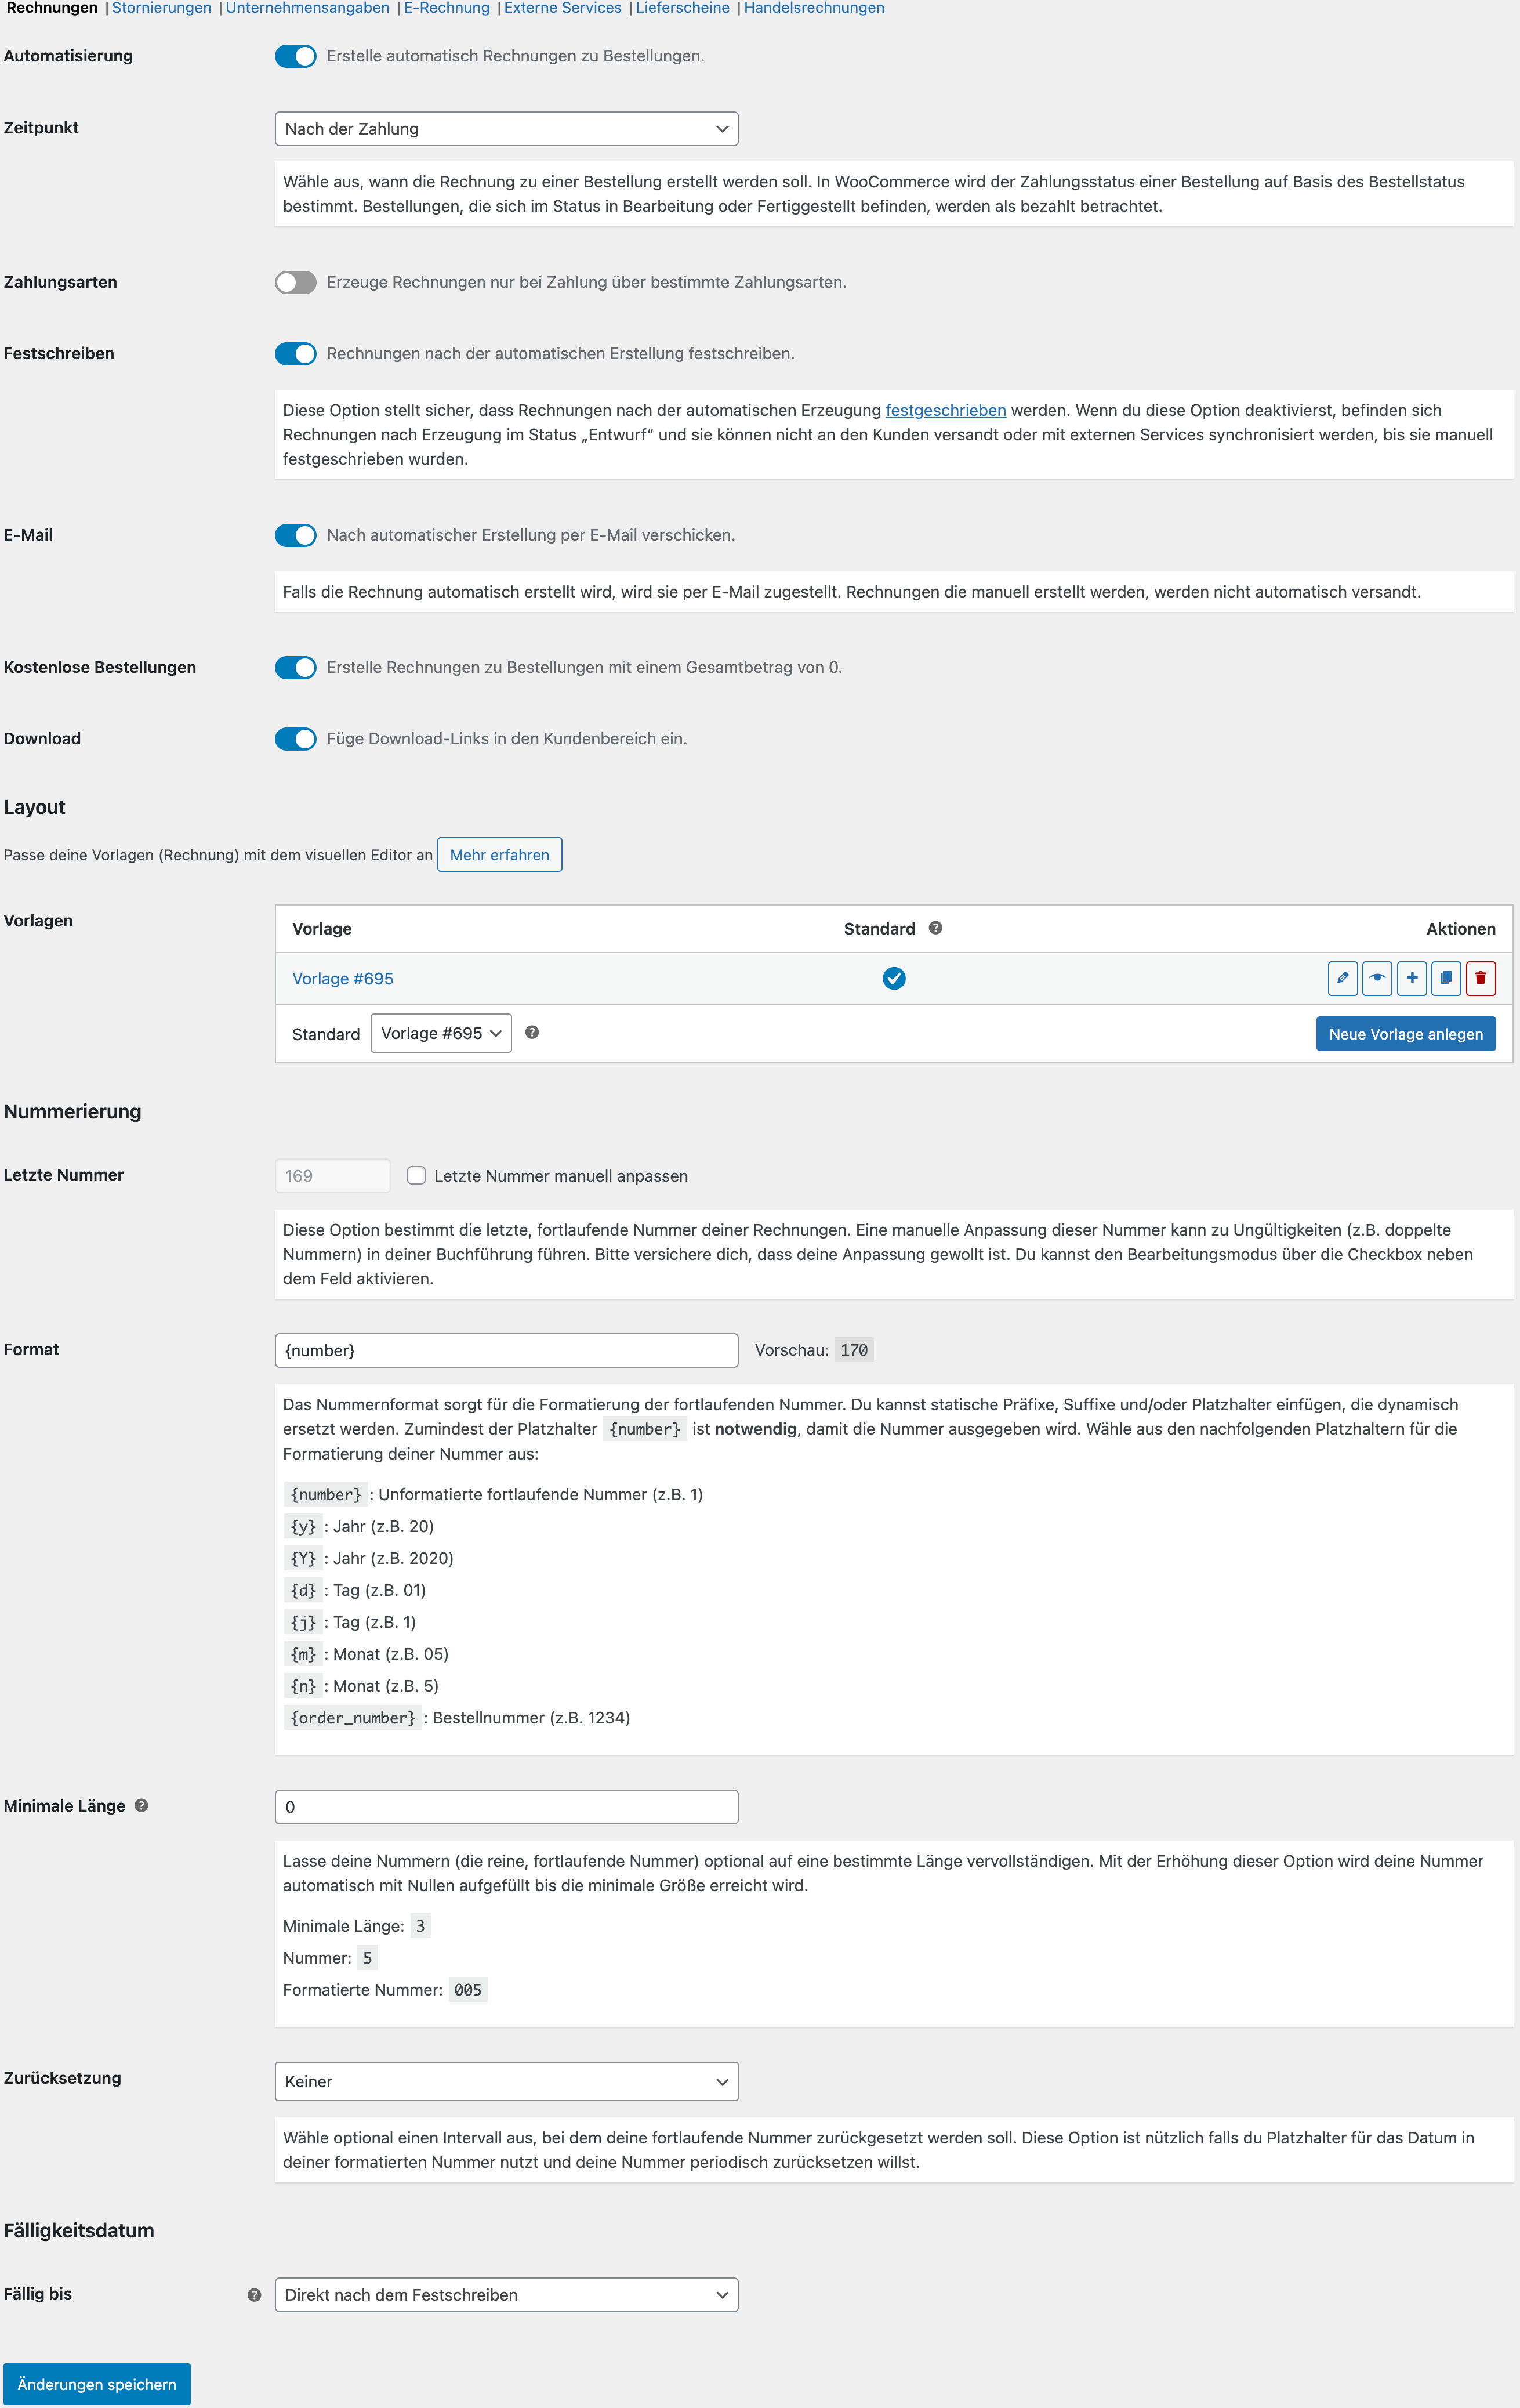 Rechnungen | Stornierungen | Unternehmensangaben | E-Rechnung | Externe Services | Lieferscheine | Handelsrechnungen
Automatisierung
Erstelle automatisch Rechnungen zu Bestellungen.
Zeitpunkt
Nach der Zahlung
Wähle aus, wann die Rechnung zu einer Bestellung erstellt werden soll. In WooCommerce wird der Zahlungsstatus einer Bestellung auf Basis des Bestellstatus
bestimmt. Bestellungen, die sich im Status in Bearbeitung oder Fertiggestellt befinden, werden als bezahlt betrachtet.
Zahlungsarten
Erzeuge Rechnungen nur bei Zahlung über bestimmte Zahlungsarten.
Festschreiben
Rechnungen nach der automatischen Erstellung festschreiben.
Diese Option stellt sicher, dass Rechnungen nach der automatischen Erzeugung festgeschrieben werden. Wenn du diese Option deaktivierst, befinden sich
Rechnungen nach Erzeugung im Status „Entwurf“ und sie können nicht an den Kunden versandt oder mit externen Services synchronisiert werden, bis sie manuell
festgeschrieben wurden.
E-Mail
Nach automatischer Erstellung per E-Mail verschicken.
Falls die Rechnung automatisch erstellt wird, wird sie per E-Mail zugestellt. Rechnungen die manuell erstellt werden, werden nicht automatisch versandt.
Kostenlose Bestellungen
Erstelle Rechnungen zu Bestellungen mit einem Gesamtbetrag von 0.
Download
Füge Download-Links in den Kundenbereich ein.
Layout
Passe deine Vorlagen (Rechnung) mit dem visuellen Editor an Mehr erfahren
Vorlagen
Vorlage Standard ? Aktionen
Vorlage #695
Standard Vorlage #695 ? Neue Vorlage anlegen
Nummerierung
Letzte Nummer
169 Letzte Nummer manuell anpassen
Diese Option bestimmt die letzte, fortlaufende Nummer deiner Rechnungen. Eine manuelle Anpassung dieser Nummer kann zu Ungültigkeiten (z.B. doppelte
Nummern) in deiner Buchführung führen. Bitte versichere dich, dass deine Anpassung gewollt ist. Du kannst den Bearbeitungsmodus über die Checkbox neben
dem Feld aktivieren.
Format
{number} Vorschau: 170
Das Nummernformat sorgt für die Formatierung der fortlaufenden Nummer. Du kannst statische Präfixe, Suffixe und/oder Platzhalter einfügen, die dynamisch
ersetzt werden. Zumindest der Platzhalter {number} ist notwendig, damit die Nummer ausgegeben wird. Wähle aus den nachfolgenden Platzhaltern für die
Formatierung deiner Nummer aus:
{number} : Unformatierte fortlaufende Nummer (z.B. 1)
{y} : Jahr (z.B. 20)
{Y} : Jahr (z.B. 2020)
{d} : Tag (z.B. 01)
{j} : Tag (z.B. 1)
{m} : Monat (z.B. 05)
{n} : Monat (z.B. 5)
{order_number} : Bestellnummer (z.B. 1234)
Minimale Länge ?
0
Lasse deine Nummern (die reine, fortlaufende Nummer) optional auf eine bestimmte Länge vervollständigen. Mit der Erhöhung dieser Option wird deine Nummer
automatisch mit Nullen aufgefüllt bis die minimale Größe erreicht wird.
Minimale Länge: 3
Nummer: 5
Formatierte Nummer: 005
Zurücksetzung
Keiner
Wähle optional einen Intervall aus, bei dem deine fortlaufende Nummer zurückgesetzt werden soll. Diese Option ist nützlich falls du Platzhalter für das Datum in
deiner formatierten Nummer nutzt und deine Nummer periodisch zurücksetzen willst.
Fälligkeitsdatum
Fällig bis ?
Direkt nach dem Festschreiben
Änderungen speichern